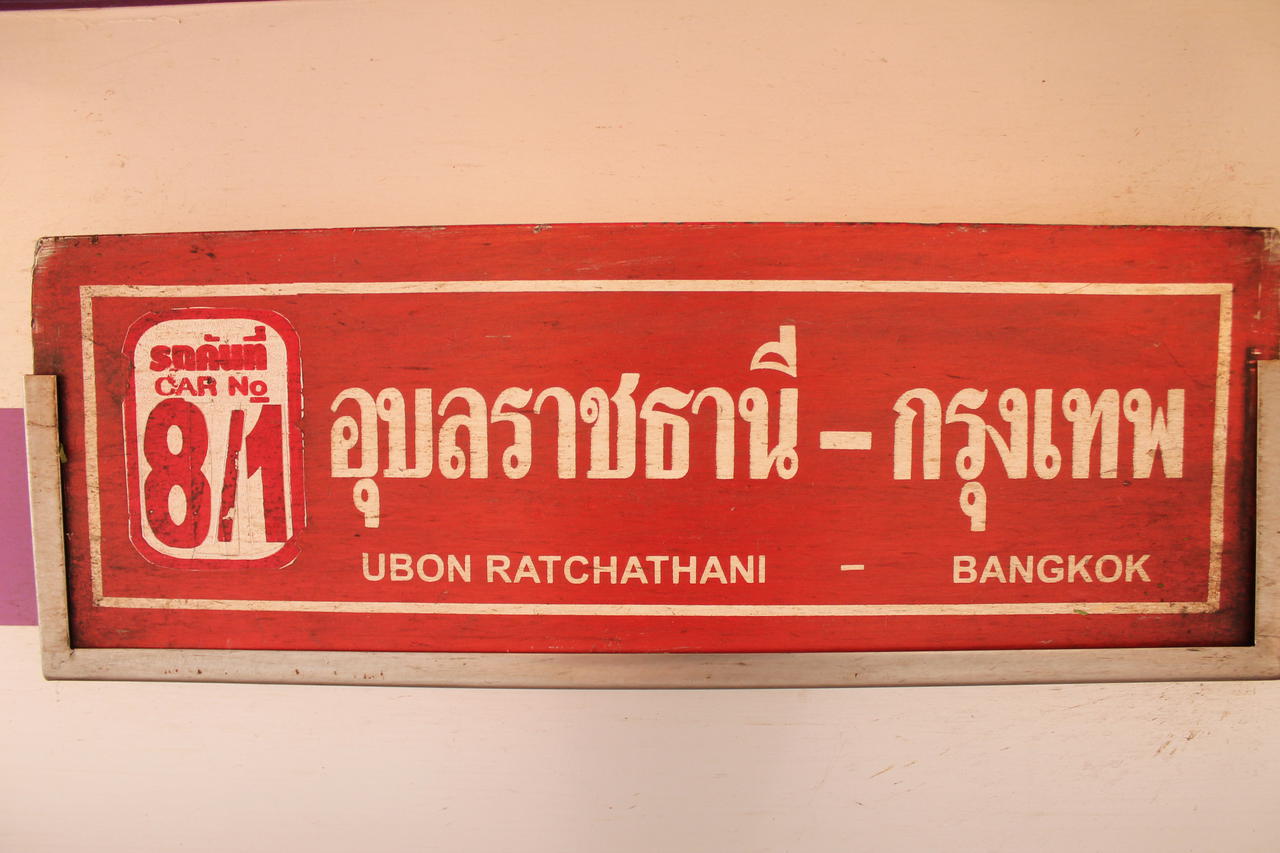 รถคันที่
CAR No
8/1
อุบลราชธานี – กรุงเทพ
UBON RATCHATHANI – BANGKOK